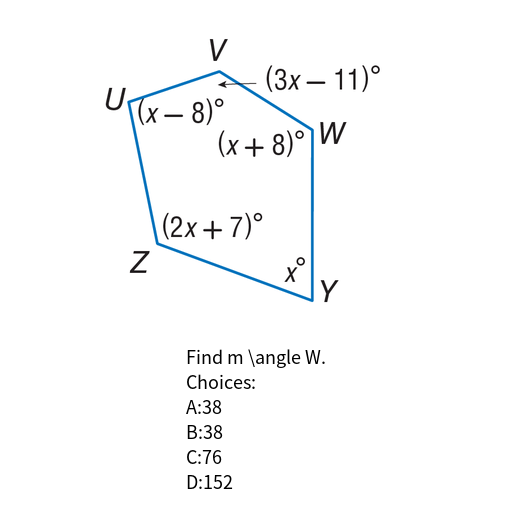 V
(3x – 11)°
U
(x – 8)°
(x + 8)°
W
(2x + 7)°
Z
x°
Y
Find m \angle W.
Choices:
A:38
B:38
C:76
D:152